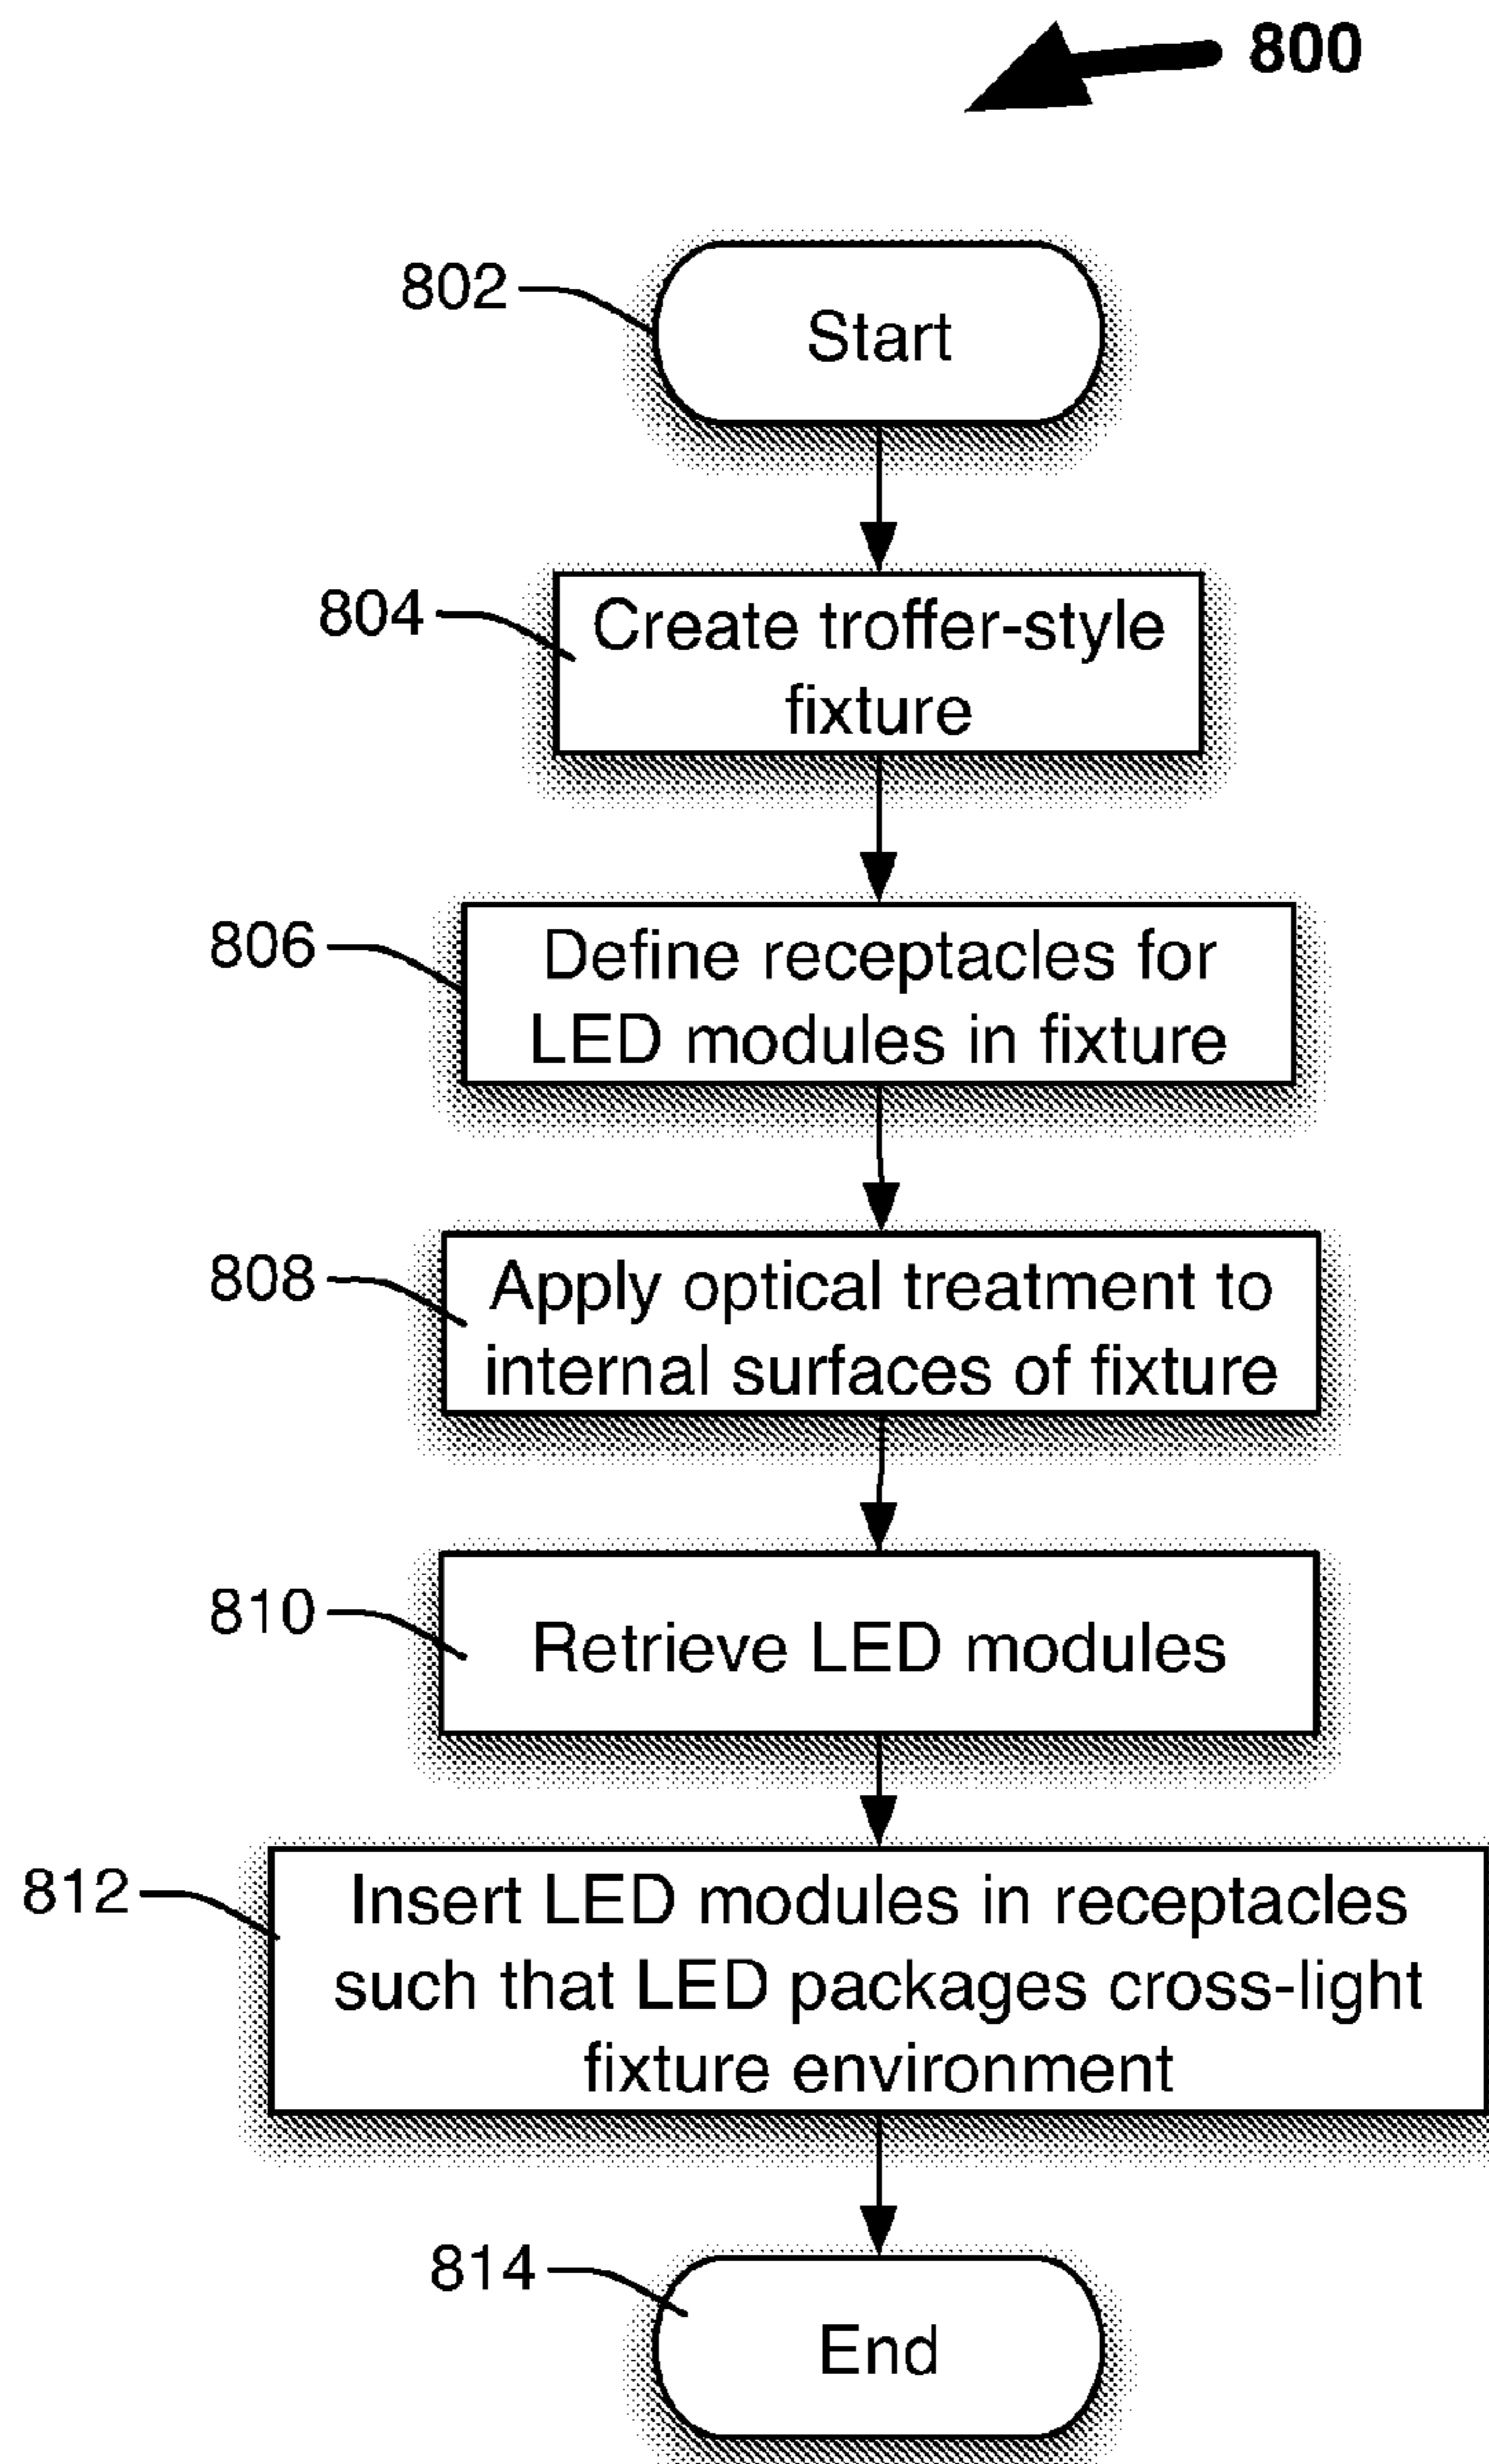 800
802
Start
804
Create troffer-style
fixture
806
Define receptacles for
LED modules in fixture
808
Apply optical treatment to
internal surfaces of fixture
810
Retrieve LED modules
812
Insert LED modules in receptacles
such that LED packages cross-light
fixture environment
814
End